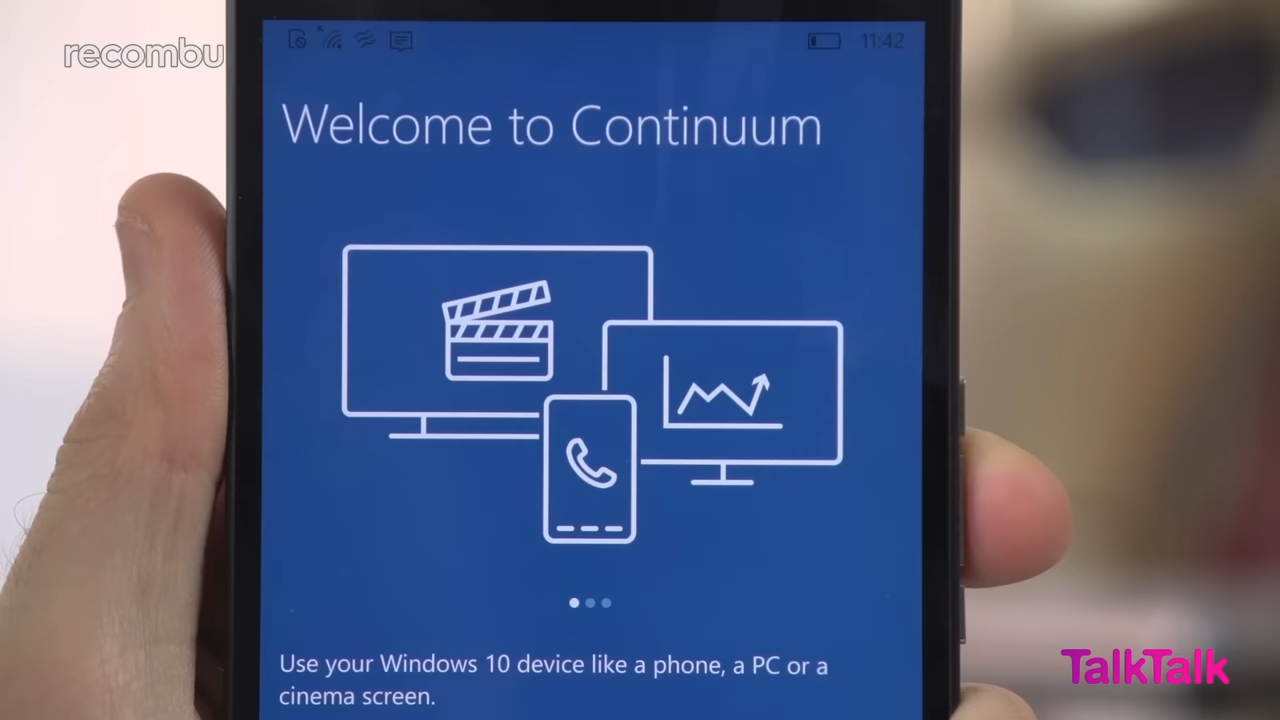 recombu
11:42
Welcome to Continuum
Use your Windows 10 device like a phone, a PC or a
cinema screen.
TalkTalk